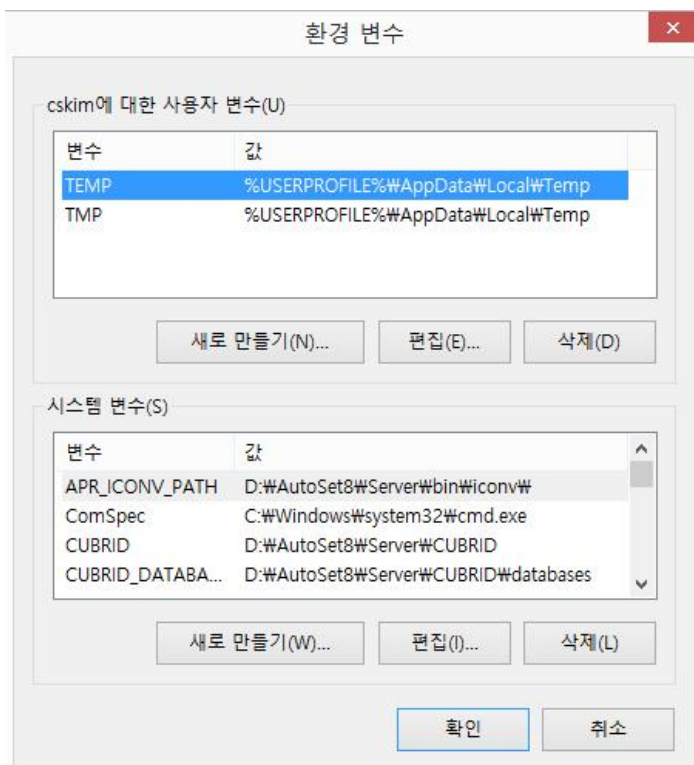 환경 변수
cskim에 대한 사용자 변수(U)
변수 값
TEMP %USERPROFILE%₩AppData₩Local₩Temp
TMP %USERPROFILE%₩AppData₩Local₩Temp
새로 만들기(N)... 편집(E)... 삭제(D)
시스템 변수(S)
변수 값
APR_ICONV_PATH D:₩AutoSet8₩Server₩bin₩iconv₩
ComSpec C:₩Windows₩system32₩cmd.exe
CUBRID D:₩AutoSet8₩Server₩CUBRID
CUBRID_DATABA... D:₩AutoSet8₩Server₩CUBRID₩databases
새로 만들기(W)... 편집(I)... 삭제(L)
확인 취소